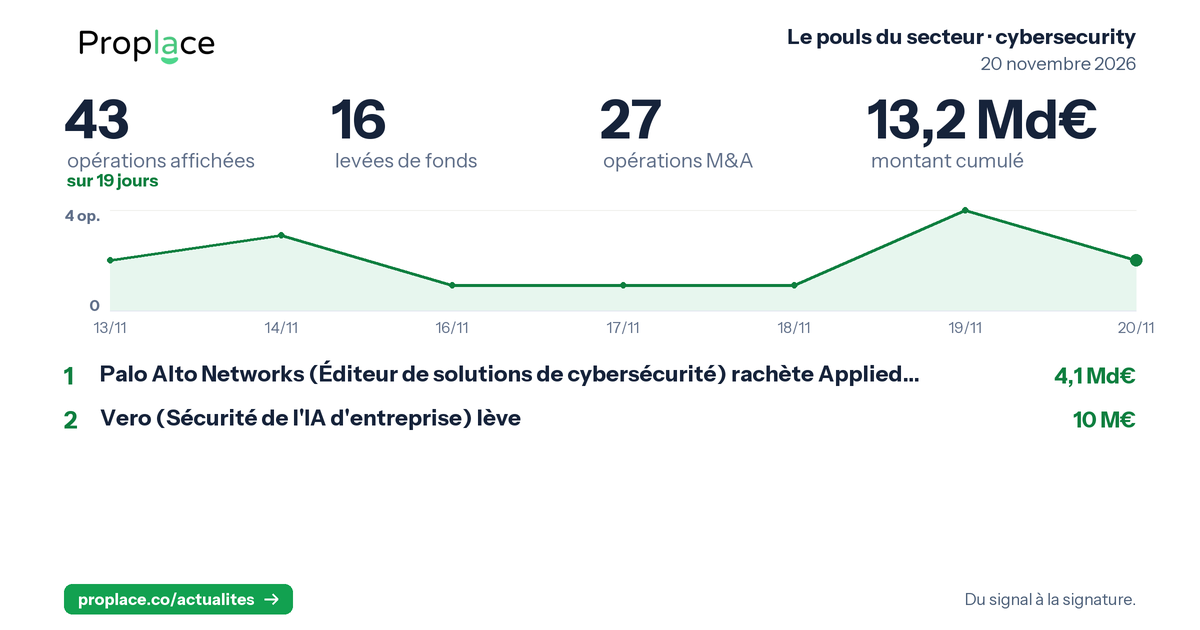 Proplace
Le pouls du secteur · cybersecurity
20 novembre 2026
43
opérations affichées
sur 19 jours
16
levées de fonds
27
opérations M&A
13,2 Md€
montant cumulé
4 op.
0
13/11 14/11 16/11 17/11 18/11 19/11 20/11
1 Palo Alto Networks (Éditeur de solutions de cybersécurité) rachète Applied... 4,1 Md€
2 Vero (Sécurité de l'IA d'entreprise) lève 10 M€
proplace.co/actualites →
Du signal à la signature.